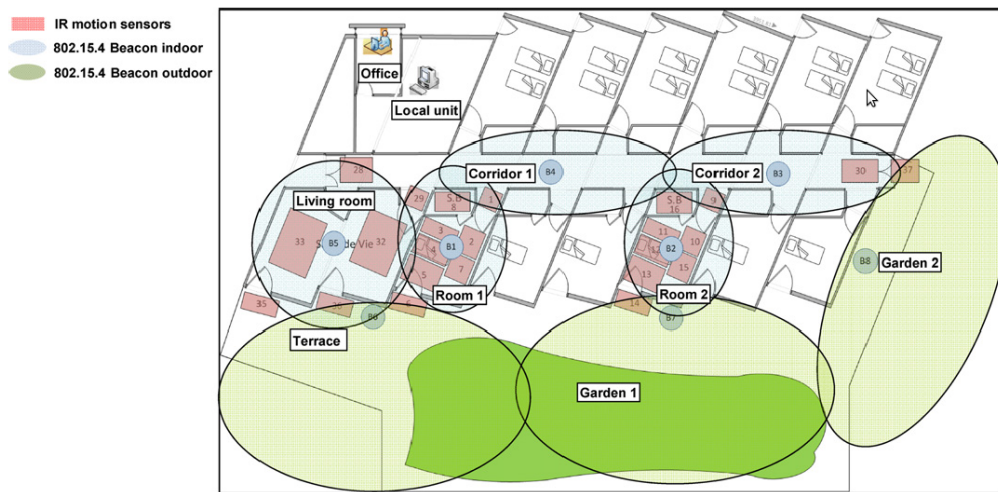 IR motion sensors
802.15.4 Beacon indoor
802.15.4 Beacon outdoor
Office
Local unit
Corridor 1
B4
Corridor 2
B3
30
37
28
Living room
29
S.B
8
1
S.B
16
9
33
32
B5
3
2
4
B1
5
7
Room 1
11
10
B2
13
15
Room 2
B8
Garden 2
35
14
B6
B7
Terrace
Garden 1